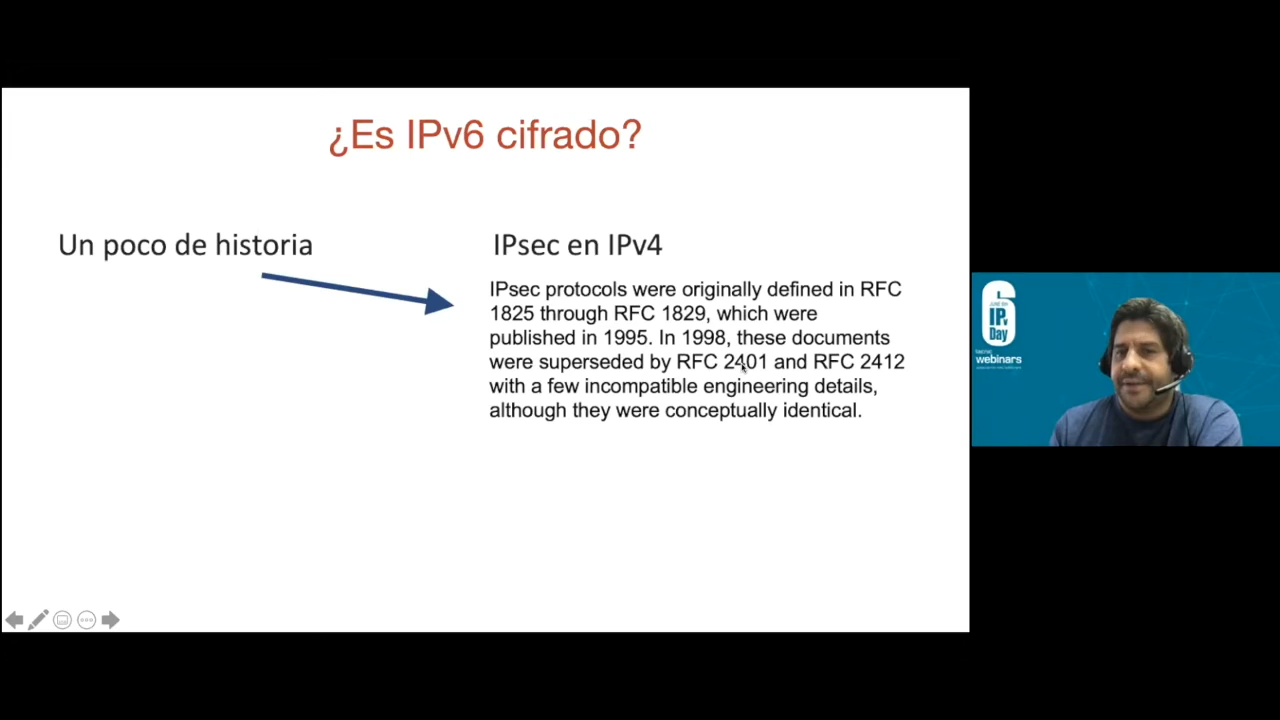 ¿Es IPv6 cifrado?
Un poco de historia
IPsec en IPv4
IPsec protocols were originally defined in RFC
1825 through RFC 1829, which were
published in 1995. In 1998, these documents
were superseded by RFC 2401 and RFC 2412
with a few incompatible engineering details,
although they were conceptually identical.
6
IPv
Day
webinars